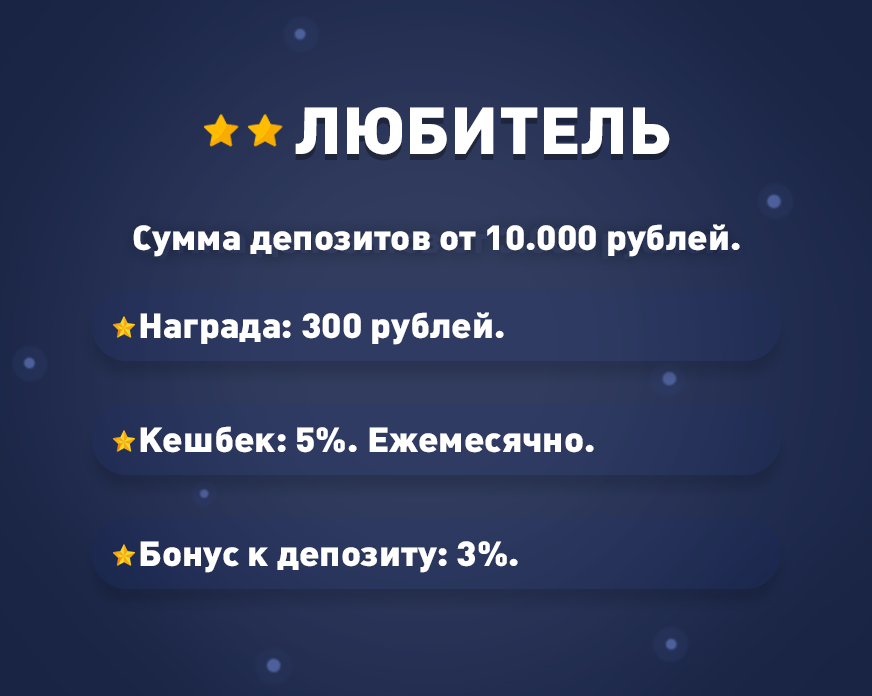 ЛЮБИТЕЛЬ
Сумма депозитов от 10.000 рублей.
Награда: 300 рублей.
Кешбек: 5%. Ежемесячно.
Бонус к депозиту: 3%.